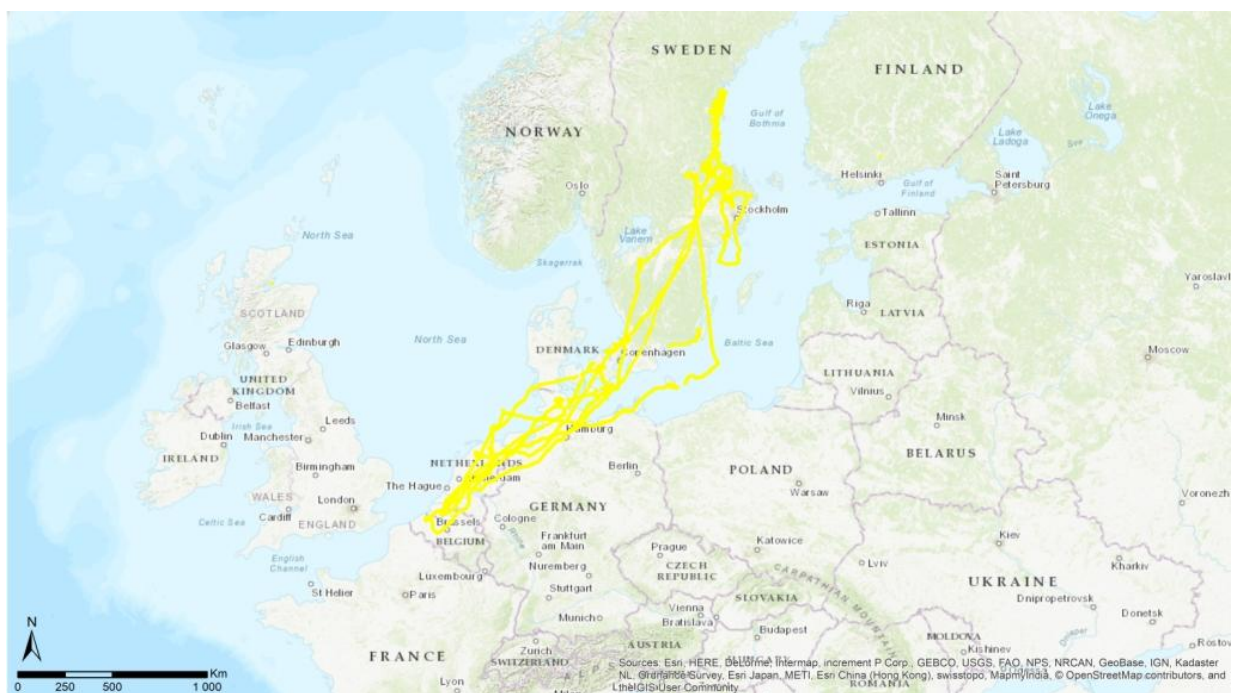 SWEDEN
FINLAND
Gulf of
Bothnia
Lake
Onega
NORWAY
Lake
Ladoga
Helsinki
Gulf of
Finland
Saint
Petersburg
Oslo
Stockholm
Tallinn
North Sea
Lake
Vanern
ESTONIA
Skagerrak
Yaroslavl
SCOTLAND
Riga
LATVIA
Glasgow
Edinburgh
North Sea
DENMARK
Copenhagen
Baltic Sea
Moscow
UNITED
KINGDOM
Belfast
LITHUANIA
Vilnius
Irish Sea
Leeds
Dublin
Manchester
Hamburg
Minsk
IRELAND
Birmingham
NETHERLANDS
Berlin
POLAND
BELARUS
The Hague
Warsaw
WALES
London
Cardiff
ENGLAND
Celtic Sea
Brussels
Cologne
GERMANY
Voronezh
BELGIUM
English
Channel
Frankfurt
am Main
Prague
Katowice
Kiev
Kharkiv
Luxembourg
Nuremberg
CZECH
REPUBLIC
Lviv
St Helier
Paris
Stuttgart
CARPATHIAN MOUNTAINS
UKRAINE
SLOVAKIA
Dnipropetrovsk
Munich
Vienna
Bratislava
Donetsk
N
Budapest
FRANCE
Zurich
AUSTRIA
MOLDOVA
Kishinev
Rostov
SWITZERLAND
HUNGARY
Km
0 250 500 1 000
Lyon
ROMANIA
Odessa
Sources: Esri, HERE, DeLorme, Intermap, increment P Corp., GEBCO, USGS, FAO, NPS, NRCAN, GeoBase, IGN, Kadaster
NL, Ordnance Survey, Esri Japan, METI, Esri China (Hong Kong), swisstopo, MapmyIndia, © OpenStreetMap contributors, and
the GIS User Community